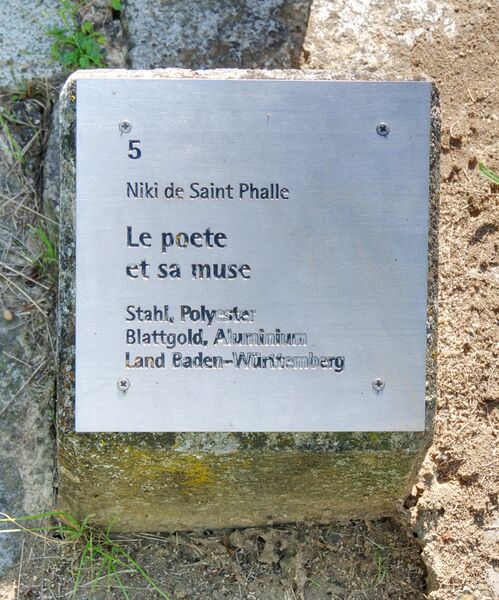 5
Niki de Saint Phalle
Le poete
et sa muse
Stahl, Polyester
Blattgold, Aluminium
Land Baden-Württemberg